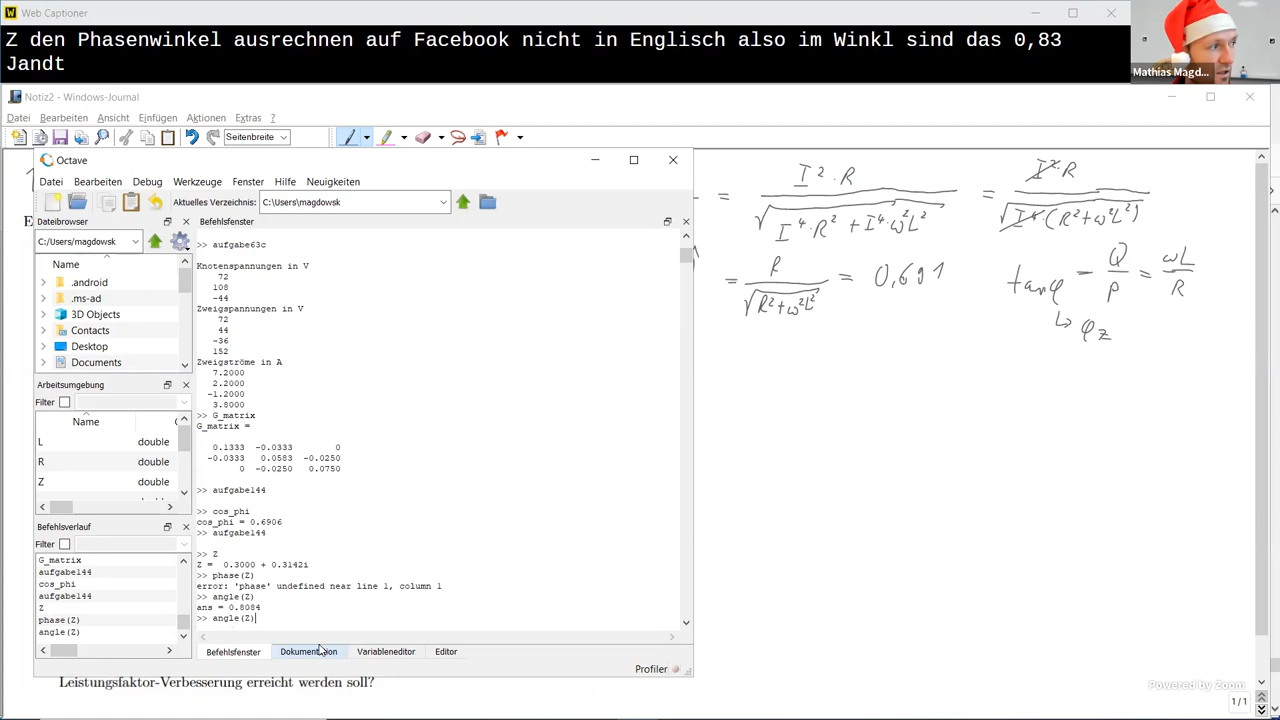 Web Captioner
Z den Phasenwinkel ausrechnen auf Facebook nicht in Englisch also im Winkl sind das 0,83
Jandt
Mathias Magd...
Notiz2 - Windows-Journal
Datei Bearbeiten Ansicht Einfügen Aktionen Extras ?
Seitenbreite
Octave
Datei Bearbeiten Debug Werkzeuge Fenster Hilfe Neuigkeiten
Aktuelles Verzeichnis: C:\Users\magdowsk
Dateibrowser
C:/Users/magdowsk
Name
.android
.ms-ad
3D Objects
Contacts
Desktop
Documents
Arbeitsumgebung
Filter
Name
L double
R double
Z double
Befehlsverlauf
Filter
G_matrix
aufgabe144
cos_phi
aufgabe144
Z
phase(Z)
angle(Z)
Befehlsfenster
>> aufgabe63c
Knotenspannungen in V
72
108
-44
Zweigspannungen in V
72
44
-36
152
Zweigströme in A
7.2000
2.2000
-1.2000
3.8000
>> G_matrix
G_matrix =
0.1333 -0.0333 0
-0.0333 0.0583 -0.0250
0 -0.0250 0.0750
>> aufgabe144
>> cos_phi
cos_phi = 0.6906
>> aufgabe144
>> Z
Z = 0.3000 + 0.3142i
>> phase(Z)
error: 'phase' undefined near line 1, column 1
>> angle(Z)
ans = 0.8084
>> angle(Z)
Befehlsfenster Dokumentation Variableneditor Editor
Profiler
= I²·R / √(I⁴·R² + I⁴·ω²L²) = I²R / √(I⁴·(R²+ω²L²))
= R / √(R²+ω²L²) = 0,691
tanφ = Q/P = ωL/R
↳ φz
Leistungsfaktor-Verbesserung erreicht werden soll?
Powered by Zoom
1/1